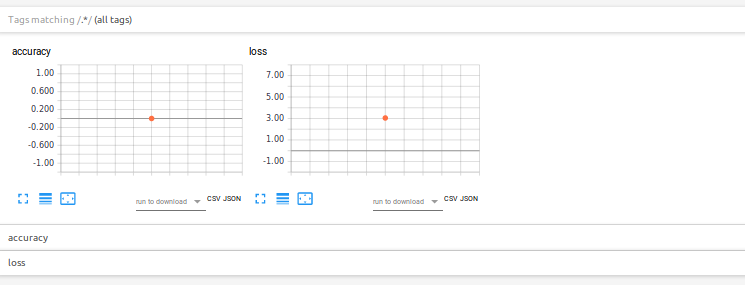 Tags matching /.*/ (all tags)
accuracy
1.00
0.600
0.200
-0.200
-0.600
-1.00
run to download CSV JSON
loss
7.00
5.00
3.00
1.00
-1.00
run to download CSV JSON
accuracy
loss